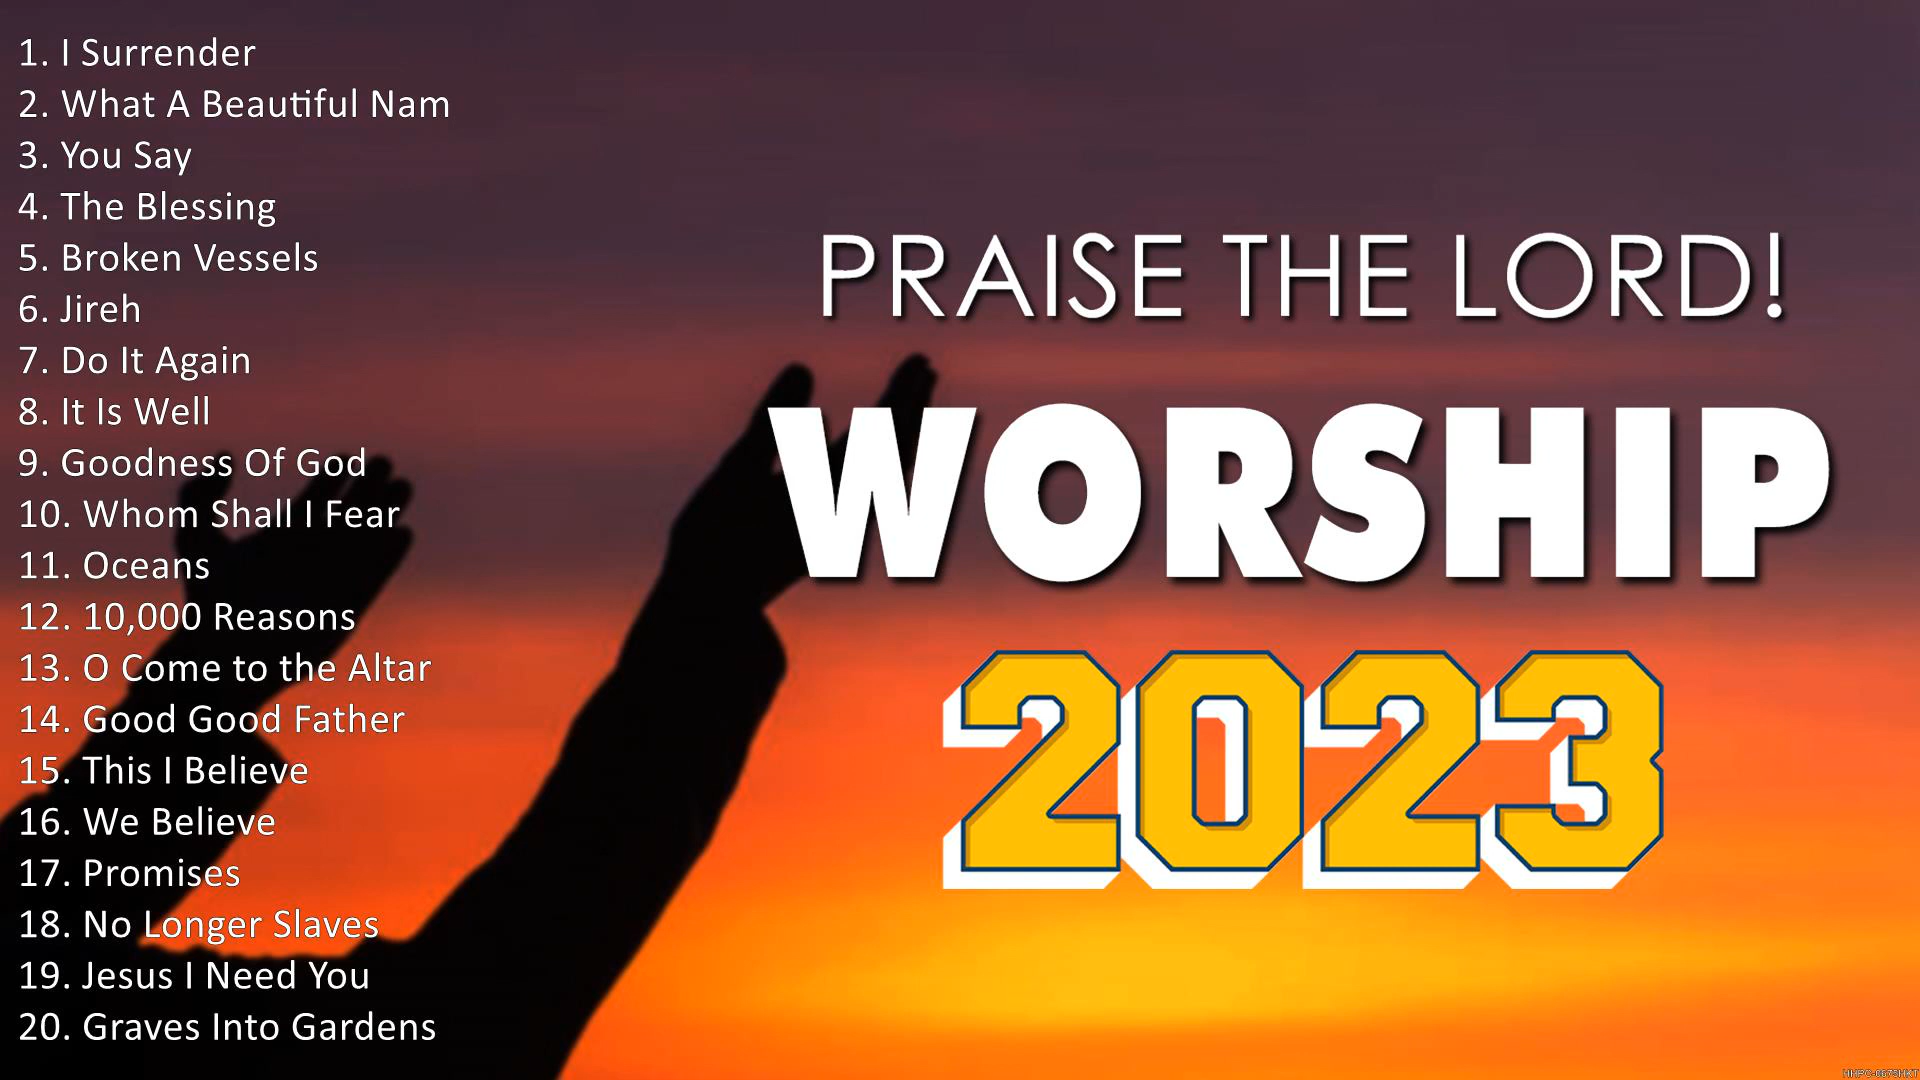 1. I Surrender
2. What A Beautiful Nam
3. You Say
4. The Blessing
5. Broken Vessels
6. Jireh
7. Do It Again
8. It Is Well
9. Goodness Of God
10. Whom Shall I Fear
11. Oceans
12. 10,000 Reasons
13. O Come to the Altar
14. Good Good Father
15. This I Believe
16. We Believe
17. Promises
18. No Longer Slaves
19. Jesus I Need You
20. Graves Into Gardens
PRAISE THE LORD!
WORSHIP
2023